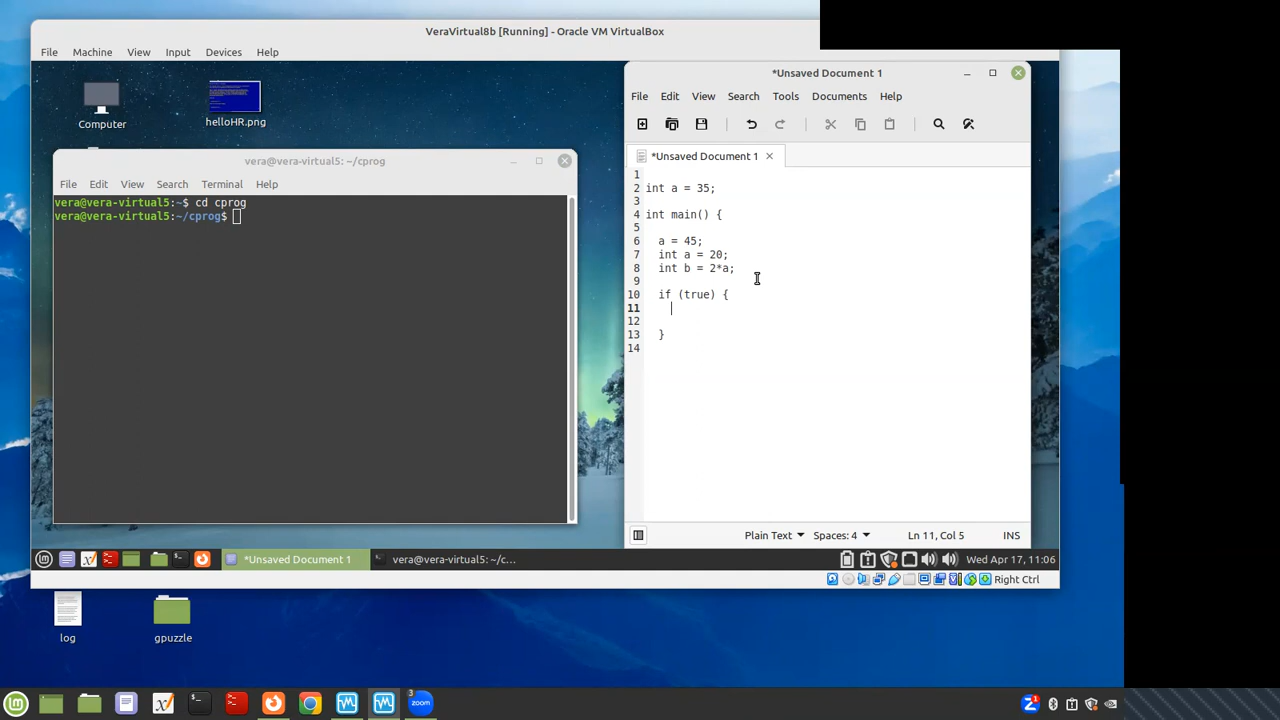 VeraVirtual8b [Running] - Oracle VM VirtualBox
File Machine View Input Devices Help
Computer
helloHR.png
vera@vera-virtual5: ~/cprog
File Edit View Search Terminal Help
vera@vera-virtual5:~$ cd cprog
vera@vera-virtual5:~/cprog$
*Unsaved Document 1
File Edit View Search Tools Documents Help
*Unsaved Document 1
1
2 int a = 35;
3
4 int main() {
5
6 a = 45;
7 int a = 20;
8 int b = 2*a;
9
10 if (true) {
11
12
13 }
14
Plain Text Spaces: 4 Ln 11, Col 5 INS
*Unsaved Document 1 vera@vera-virtual5: ~/c... Wed Apr 17, 11:06
Right Ctrl
log
gpuzzle
3
zoom